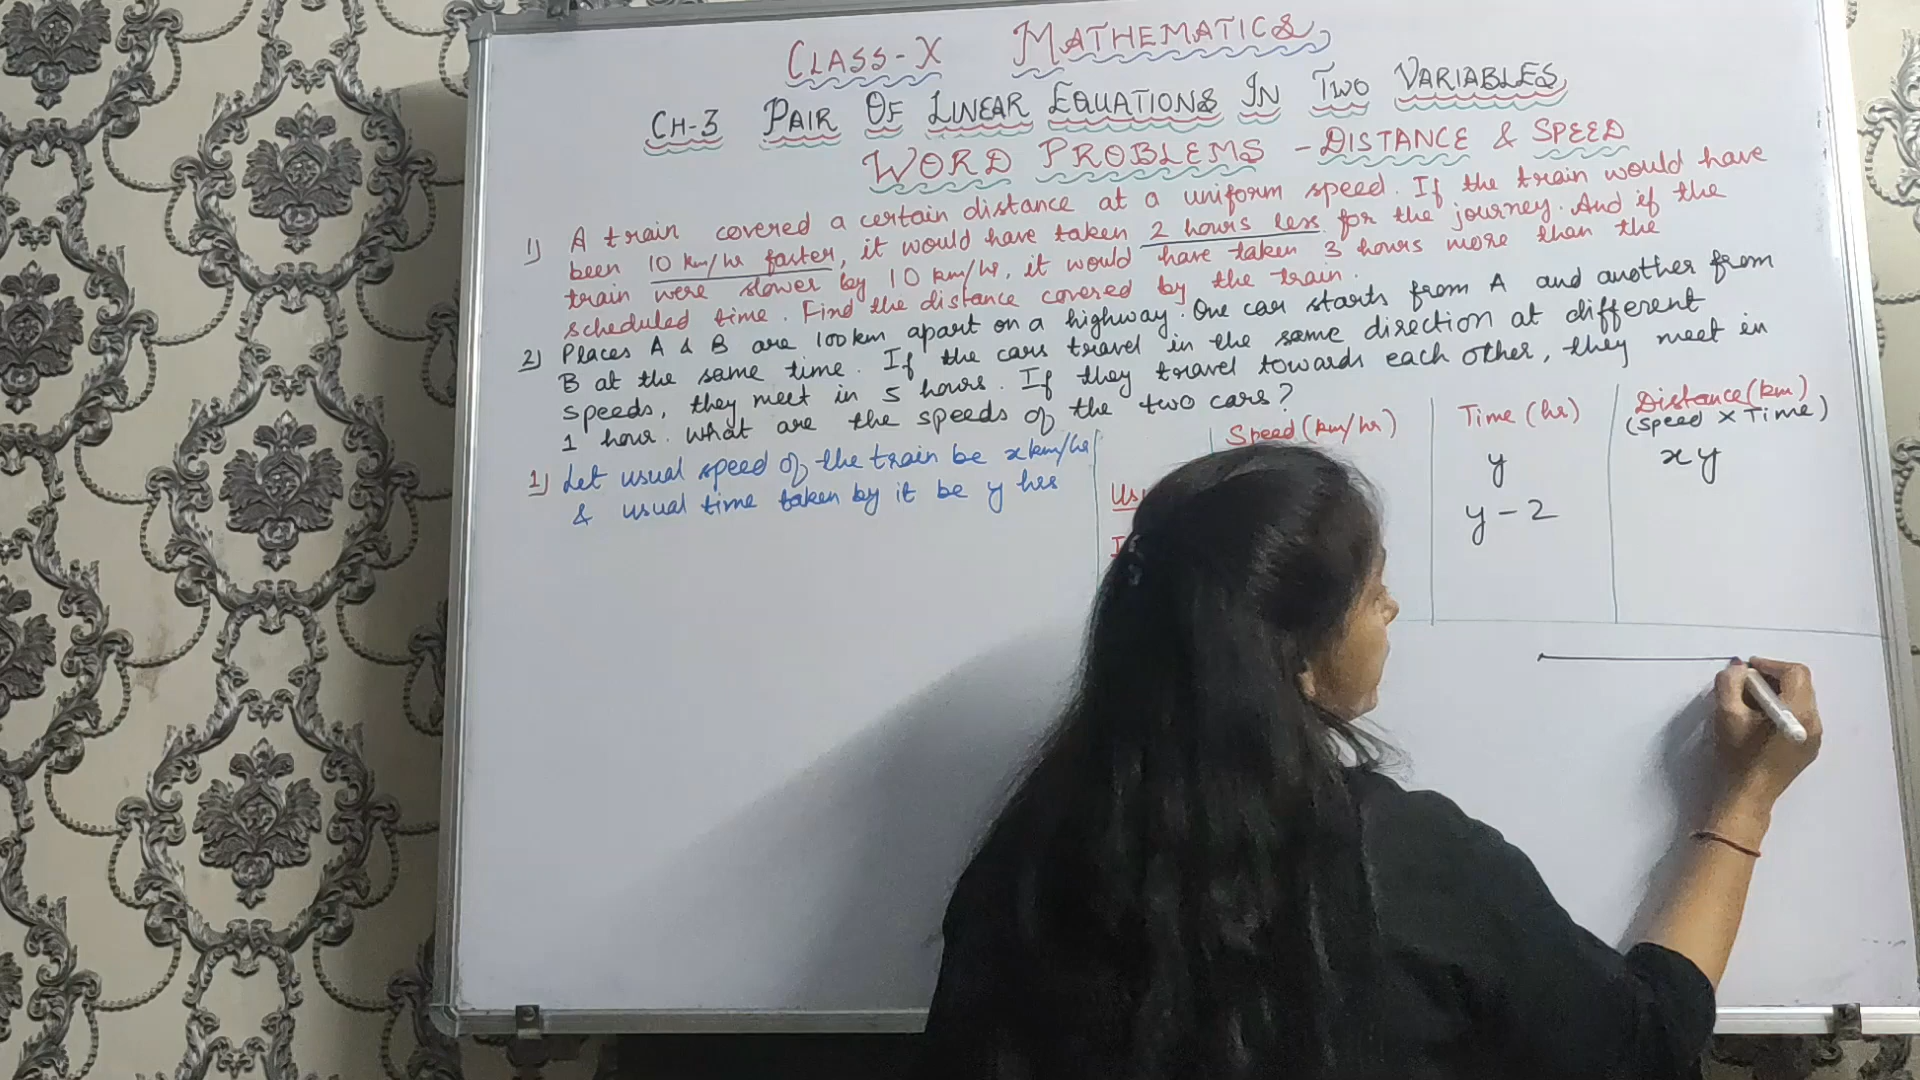 CLASS-X MATHEMATICS
CH-3 PAIR OF LINEAR EQUATIONS IN TWO VARIABLES
WORD PROBLEMS - DISTANCE & SPEED
1) A train covered a certain distance at a uniform speed. If the train would have
been 10 km/hr faster, it would have taken 2 hours less for the journey. And if the
train were slower by 10 km/hr, it would have taken 3 hours more than the
scheduled time. Find the distance covered by the train.
2) Places A & B are 100 km apart on a highway. One car starts from A and another from
B at the same time. If the cars travel in the same direction at different
speeds, they meet in 5 hours. If they travel towards each other, they meet in
1 hour. What are the speeds of the two cars?
1) Let usual speed of the train be x km/hr
& usual time taken by it be y hrs
Speed (km/hr) Time (hr) Distance (km)
(Speed × Time)
y xy
y - 2